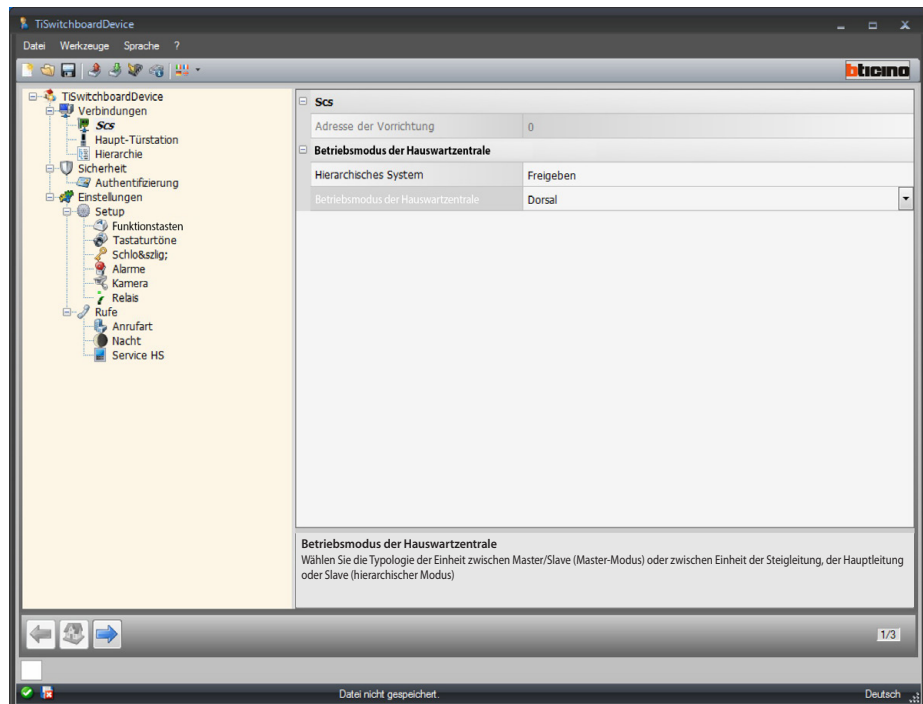 TiSwitchboardDevice
Datei Werkzeuge Sprache ?
bticino
TiSwitchboardDevice
Verbindungen
Scs
Haupt-Türstation
Hierarchie
Sicherheit
Authentifizierung
Einstellungen
Setup
Funktionstasten
Tastaturtöne
Schlo&szlig;
Alarme
Kamera
Relais
Rufe
Anrufart
Nacht
Service HS
Scs
Adresse der Vorrichtung 0
Betriebsmodus der Hauswartzentrale
Hierarchisches System Freigeben
Betriebsmodus der Hauswartzentrale Dorsal
Betriebsmodus der Hauswartzentrale
Wählen Sie die Typologie der Einheit zwischen Master/Slave (Master-Modus) oder zwischen Einheit der Steigleitung, der Hauptleitung
oder Slave (hierarchischer Modus)
1/3
Datei nicht gespeichert. Deutsch